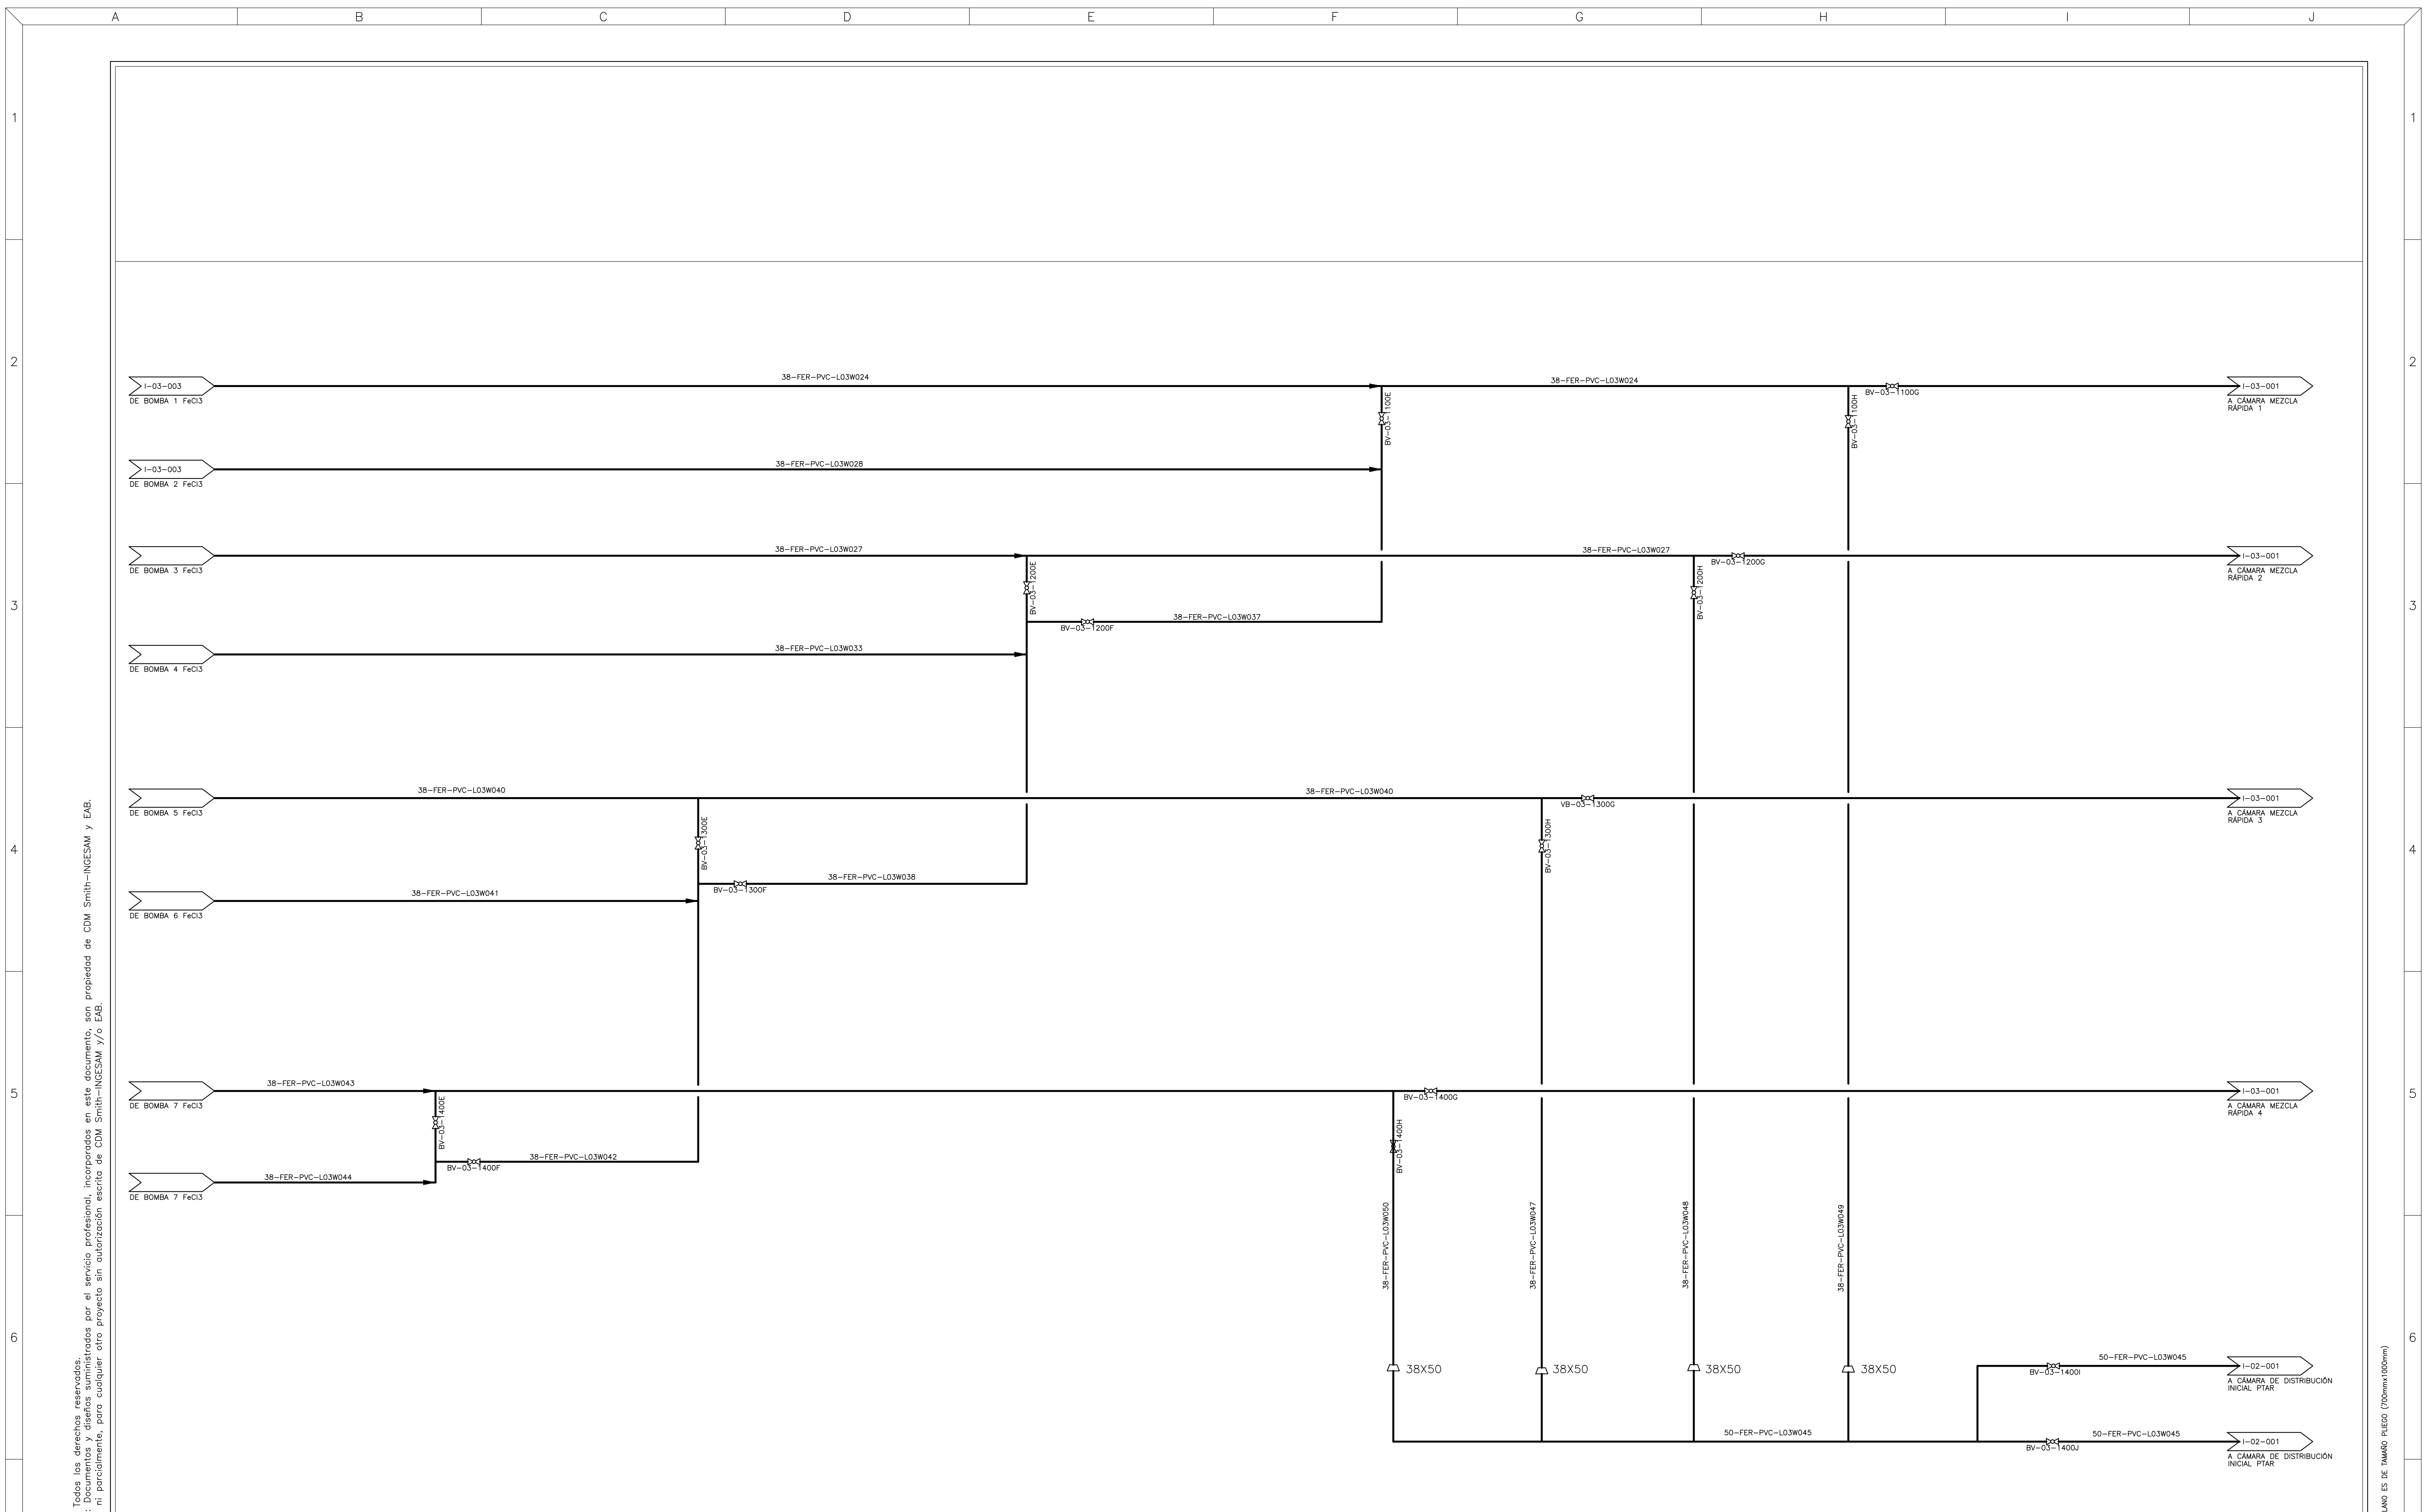 A B C D E F G H I J
1 1
38-FER-PVC-L03W024
38-FER-PVC-L03W024
I-03-003
DE BOMBA 1 FeCl3
BV-03-1100E
BV-03-1100H
BV-03-1100G
I-03-001
A CÁMARA MEZCLA
RÁPIDA 1
2 2
38-FER-PVC-L03W028
I-03-003
DE BOMBA 2 FeCl3
38-FER-PVC-L03W027
38-FER-PVC-L03W027
DE BOMBA 3 FeCl3
BV-03-1200E
BV-03-1200H
BV-03-1200G
I-03-001
A CÁMARA MEZCLA
RÁPIDA 2
3 3
38-FER-PVC-L03W037
BV-03-1200F
38-FER-PVC-L03W033
DE BOMBA 4 FeCl3
38-FER-PVC-L03W040
38-FER-PVC-L03W040
DE BOMBA 5 FeCl3
BV-03-1300E
BV-03-1300H
VB-03-1300G
I-03-001
A CÁMARA MEZCLA
RÁPIDA 3
4 4
38-FER-PVC-L03W038
BV-03-1300F
38-FER-PVC-L03W041
DE BOMBA 6 FeCl3
38-FER-PVC-L03W043
DE BOMBA 7 FeCl3
BV-03-1400E
BV-03-1400G
BV-03-1400H
I-03-001
A CÁMARA MEZCLA
RÁPIDA 4
5 5
38-FER-PVC-L03W042
BV-03-1400F
38-FER-PVC-L03W044
DE BOMBA 7 FeCl3
38-FER-PVC-L03W050
38-FER-PVC-L03W047
38-FER-PVC-L03W048
38-FER-PVC-L03W049
6 6
38X50
38X50
38X50
38X50
50-FER-PVC-L03W045
BV-03-1400I
I-02-001
A CÁMARA DE DISTRIBUCIÓN
INICIAL PTAR
50-FER-PVC-L03W045
50-FER-PVC-L03W045
BV-03-1400J
I-02-001
A CÁMARA DE DISTRIBUCIÓN
INICIAL PTAR
Todos los derechos reservados.
: Documentos y diseños suministrados por el servicio profesional, incorporados en este documento, son propiedad de CDM Smith-INGESAM y EAB.
ni parcialmente, para cualquier otro proyecto sin autorización escrita de CDM Smith-INGESAM y/o EAB.
LANO ES DE TAMAÑO PLIEGO (700mmx1000mm)